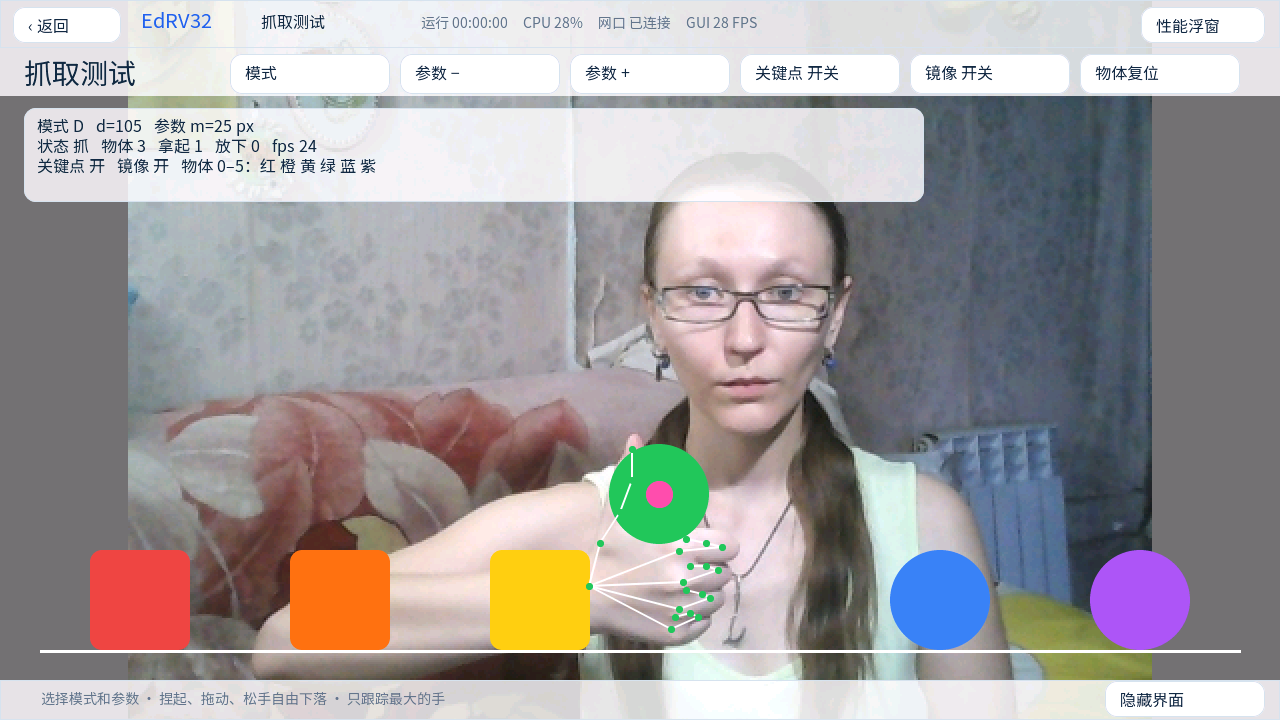 ‹ 返回
EdRV32
抓取测试
运行 00:00:00 CPU 28% 网口 已连接 GUI 28 FPS
性能浮窗
抓取测试
模式
参数 −
参数 +
关键点 开关
镜像 开关
物体复位
模式 D d=105 参数 m=25 px
状态 抓 物体 3 拿起 1 放下 0 fps 24
关键点 开 镜像 开 物体 0–5：红 橙 黄 绿 蓝 紫
选择模式和参数 · 捏起、拖动、松手自由下落 · 只跟踪最大的手
隐藏界面